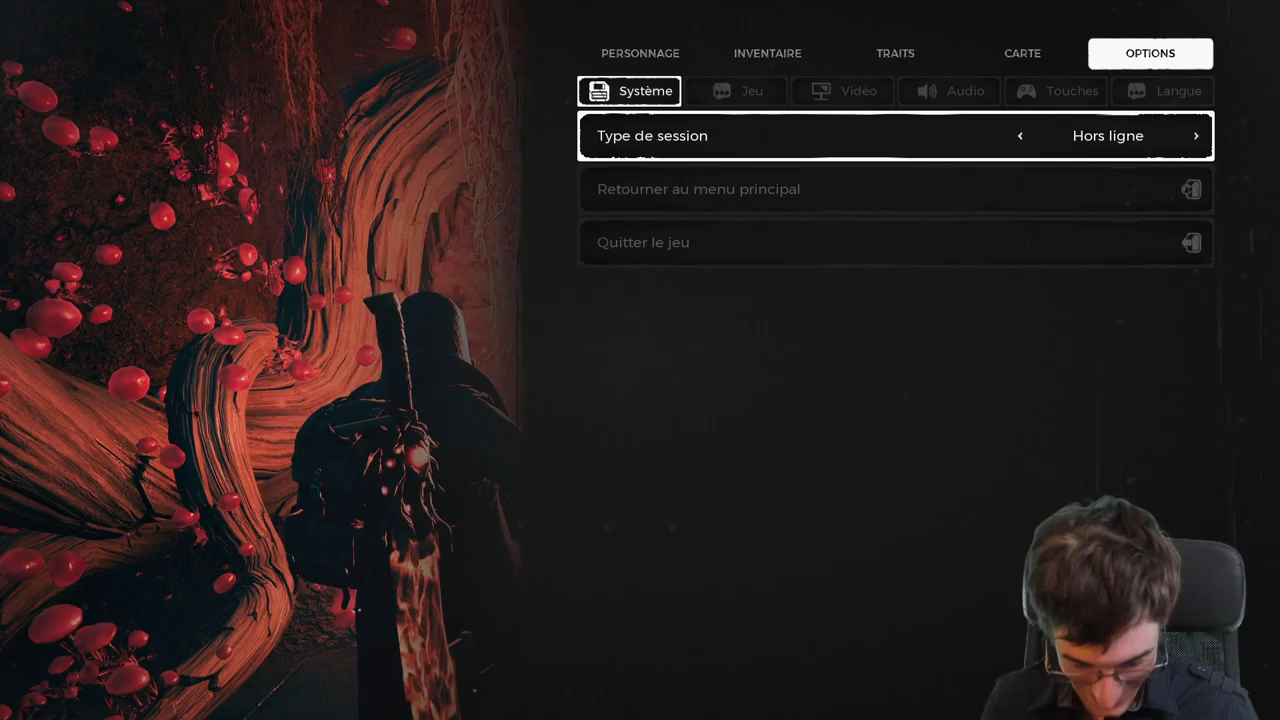 PERSONNAGE INVENTAIRE TRAITS CARTE OPTIONS
Système Jeu Vidéo Audio Touches Langue
Type de session Hors ligne
Retourner au menu principal
Quitter le jeu